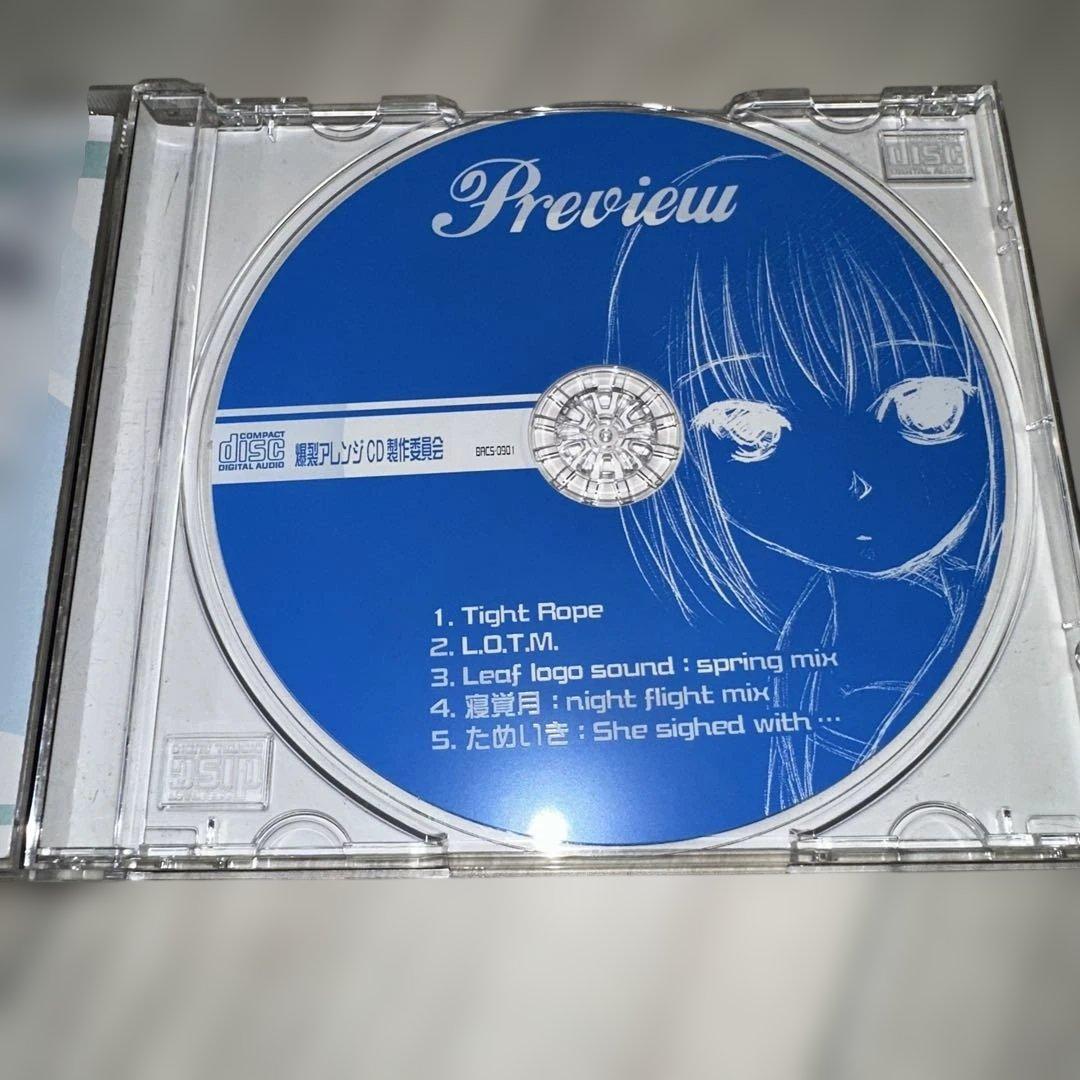 Preview
COMPACT
disc
DIGITAL AUDIO
爆裂アレンジCD製作委員会
BACS-0901
1. Tight Rope
2. L.O.T.M.
3. Leaf logo sound : spring mix
4. 寝覚月 : night flight mix
5. ためいき : She sighed with …
disc
DIGITAL AUDIO